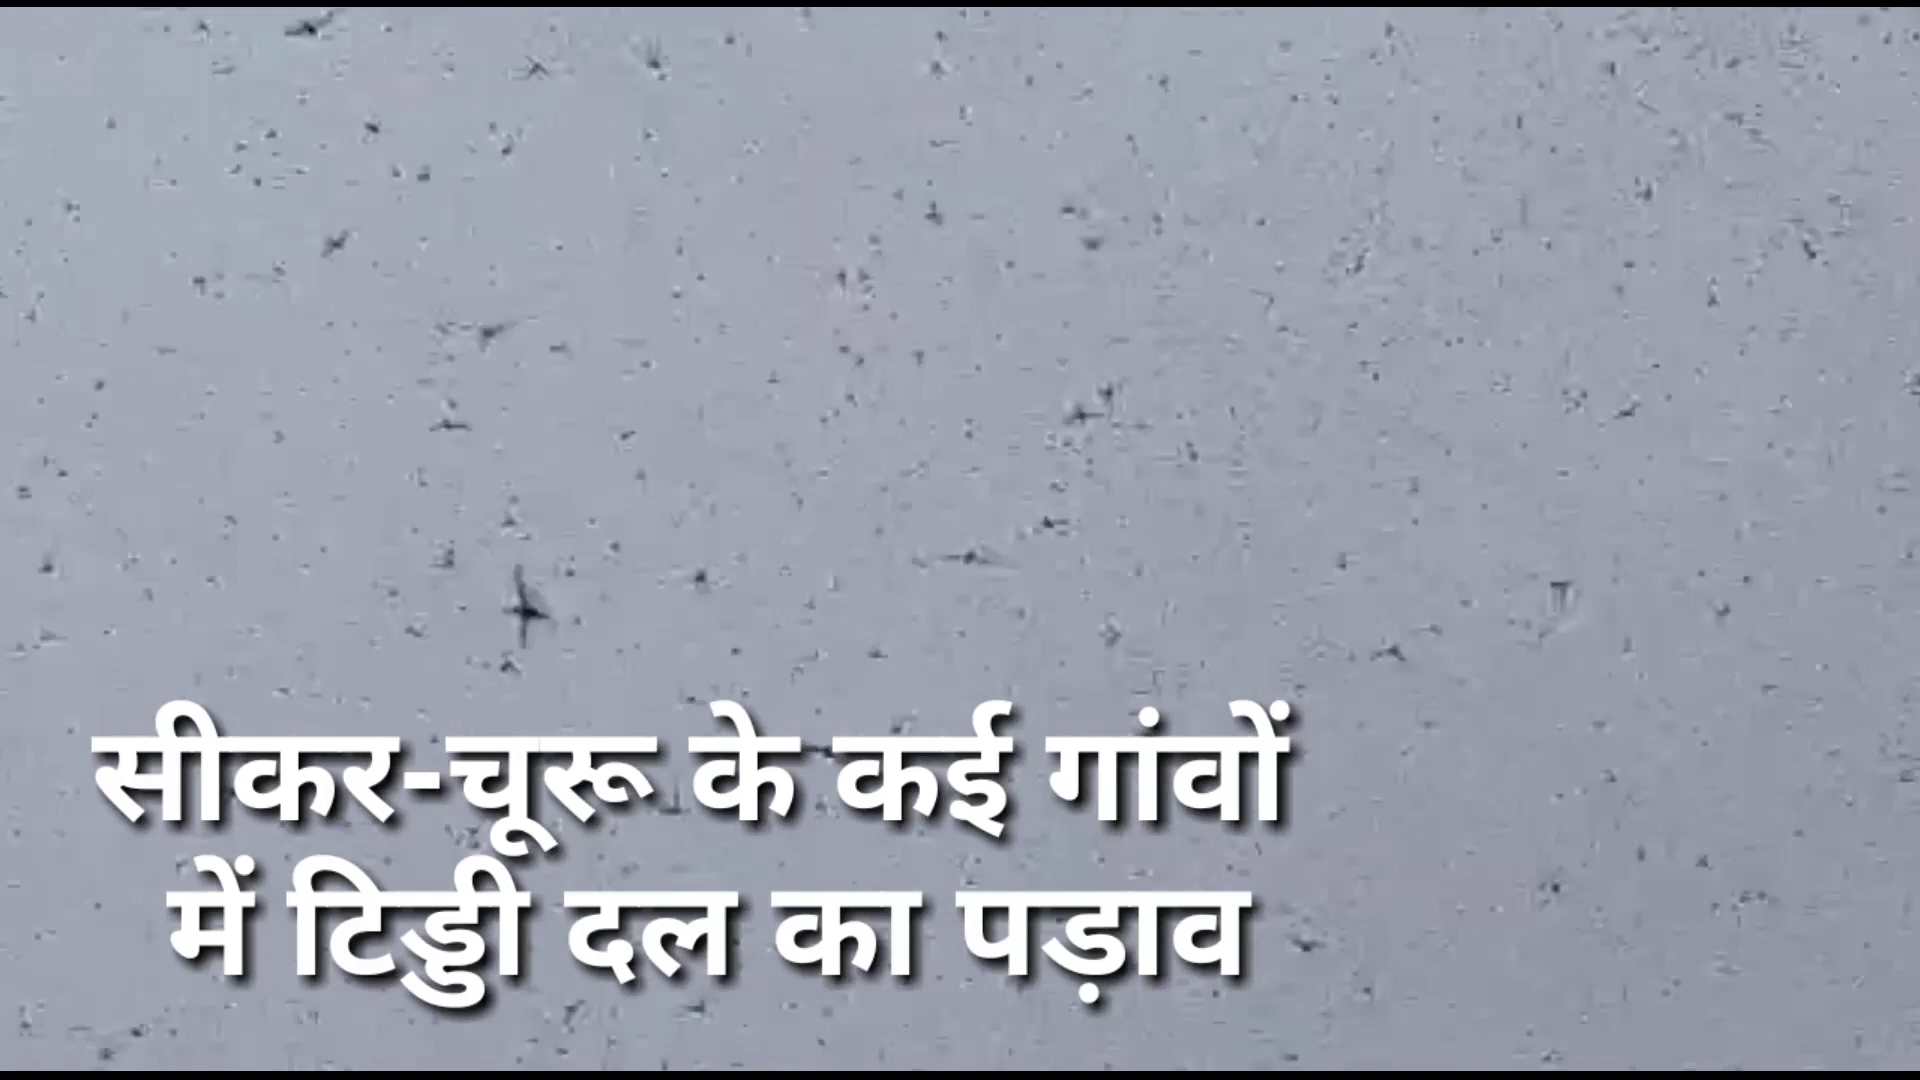 सीकर-चूरू के कई गांवों
में टिड्डी दल का पड़ाव